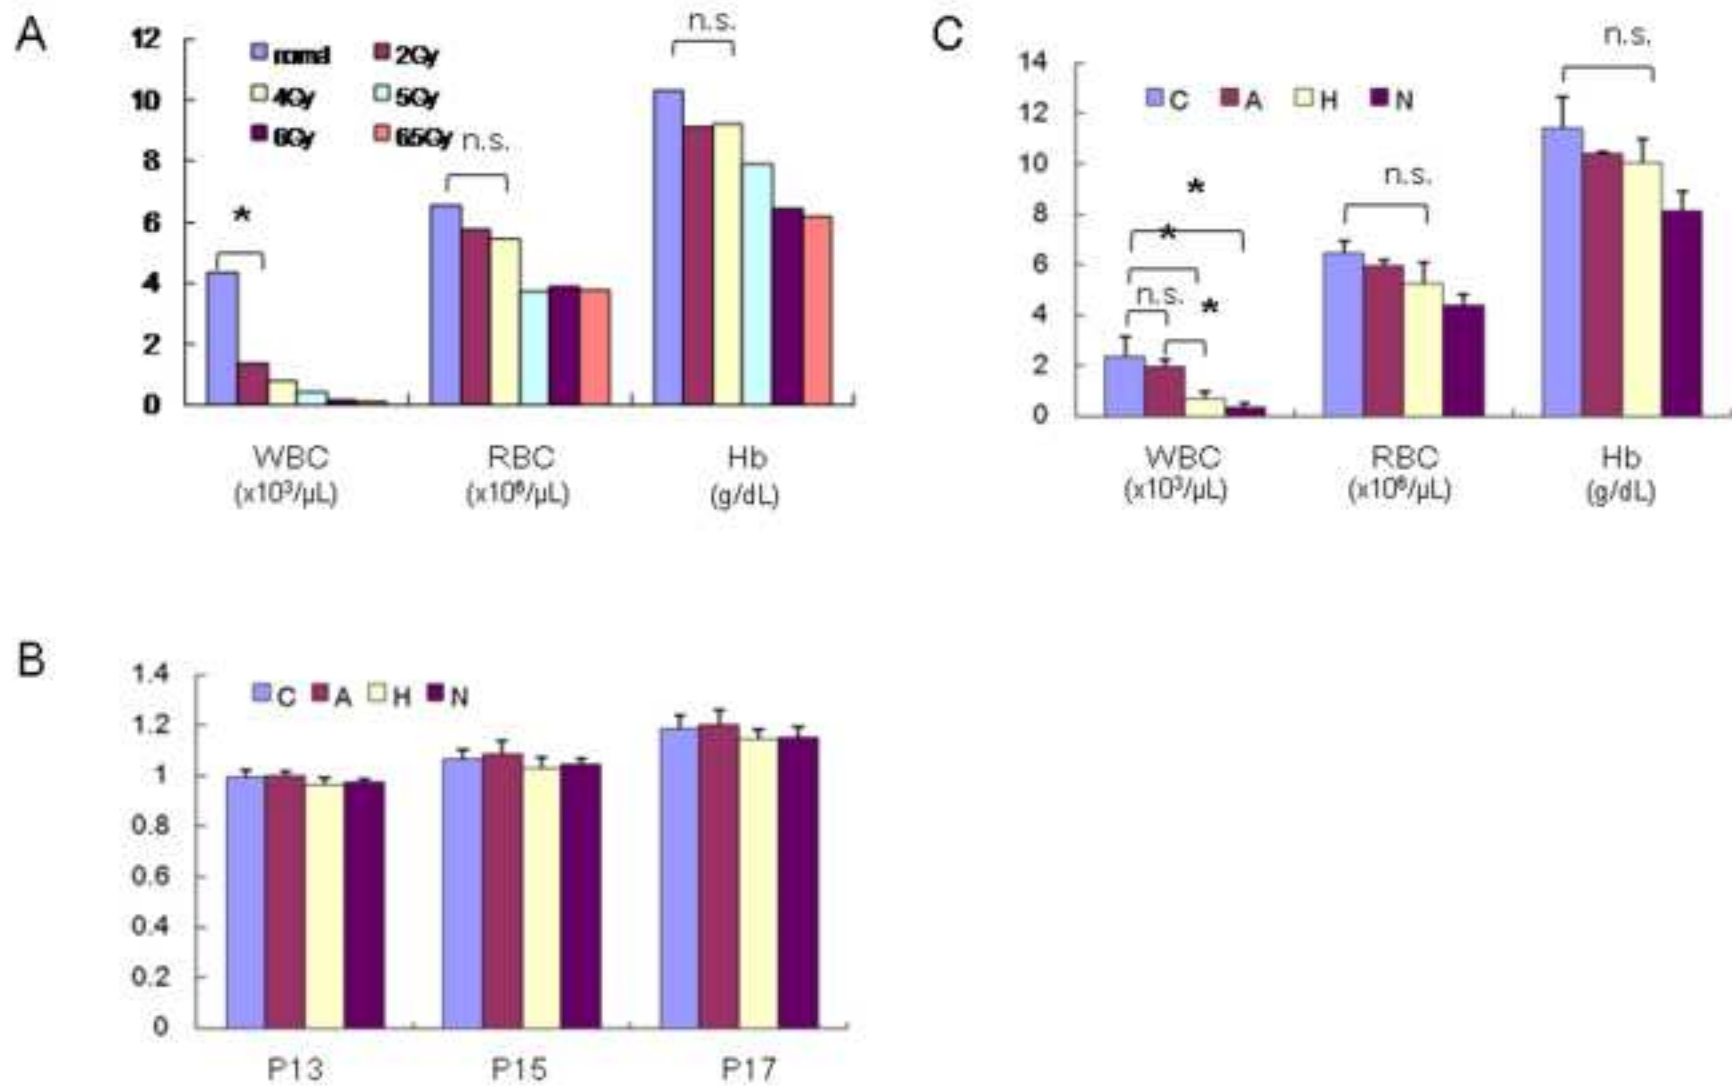 A
n.s.
12
normal 2Gy
10
4Gy 5Gy
6Gy 6.5Gy
n.s.
8
*
6
4
2
0
WBC RBC Hb
(x10³/μL) (x10⁶/μL) (g/dL)
C
n.s.
14
C A H N
12
10
n.s.
*
8
*
6
n.s. *
4
2
0
WBC RBC Hb
(x10³/μL) (x10⁶/μL) (g/dL)
B
1.4
C A H N
1.2
1
0.8
0.6
0.4
0.2
0
P13 P15 P17